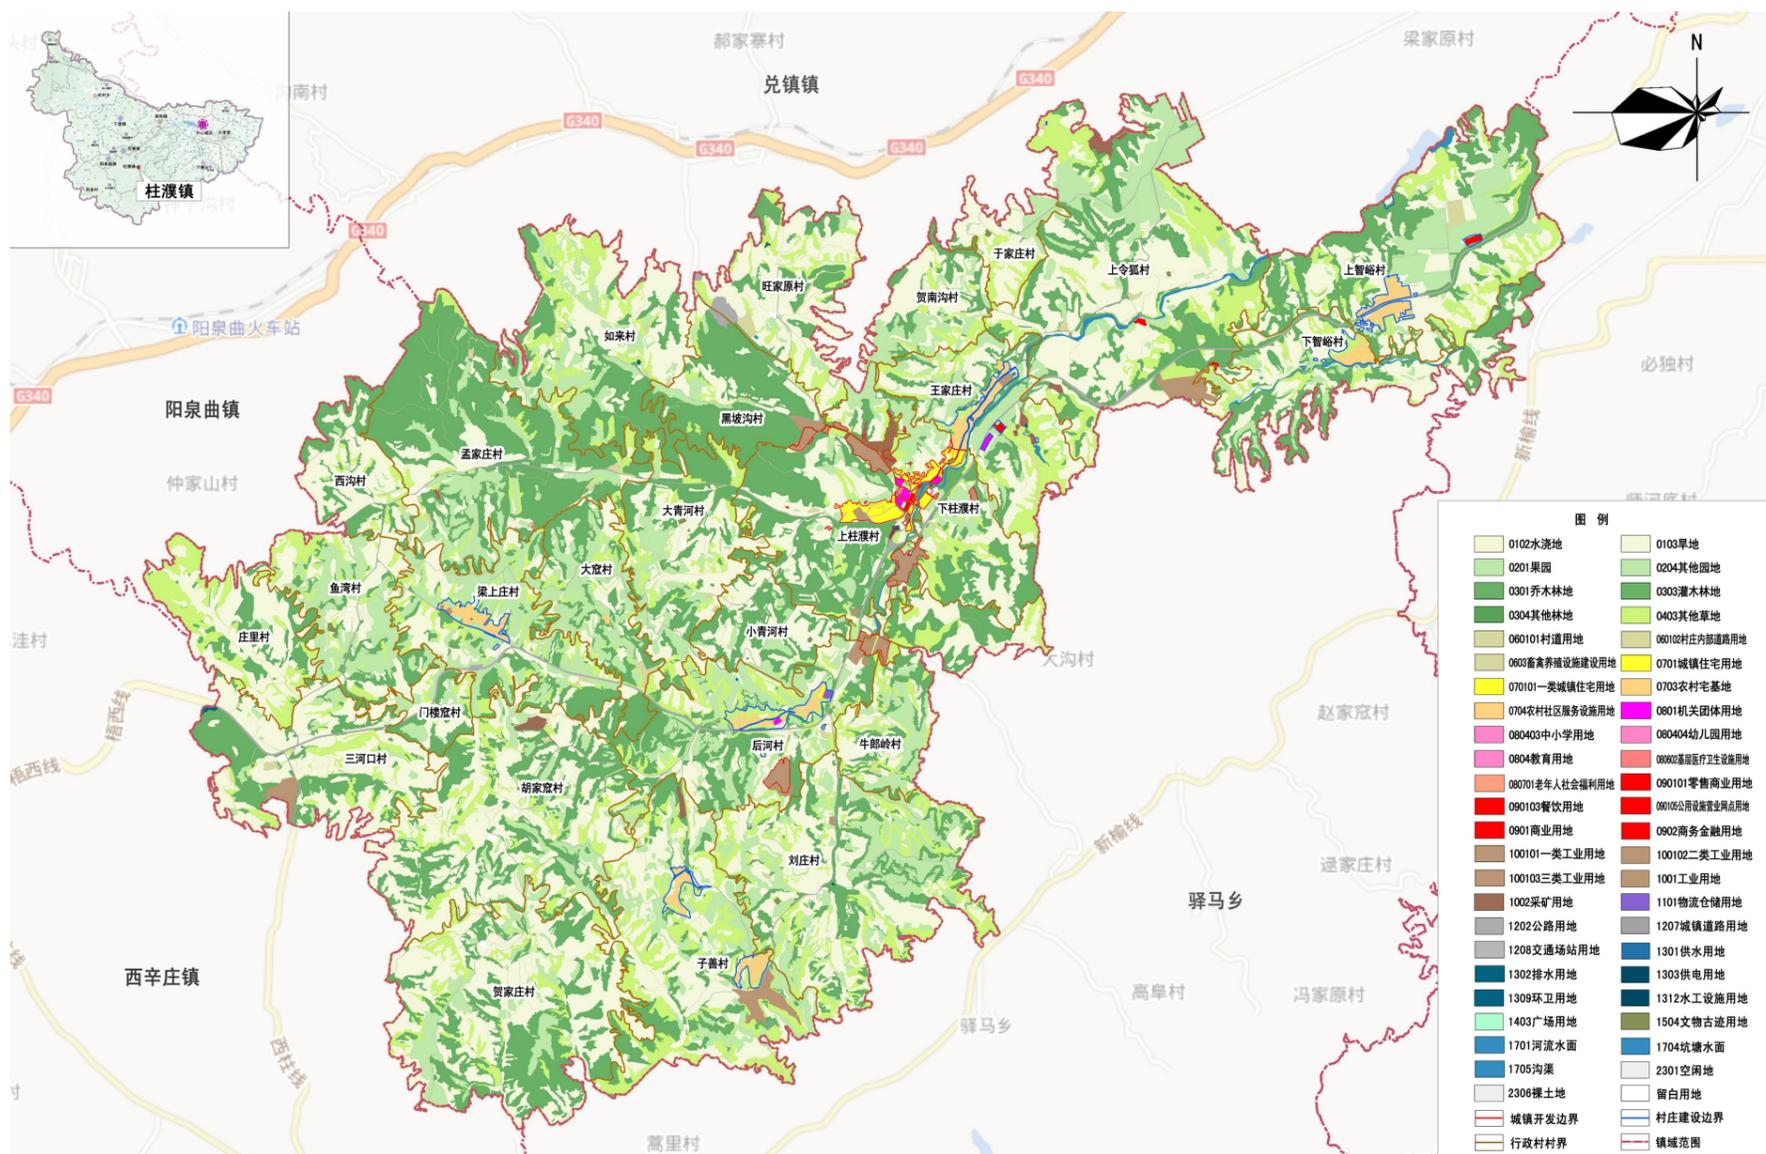 柱濮镇
沟南村
郝家寨村
兑镇镇
梁家原村
N
G340
G340
G340
G340
G340
G340
阳泉曲火车站
阳泉曲镇
仲家山村
旺家原村
如来村
于家庄村
上令狐村
贺南沟村
上智峪村
下智峪村
必独村
王家庄村
黑坡沟村
孟家庄村
西沟村
大青河村
下柱濮村
上柱濮村
新榆线
大窊村
梁上庄村
鱼湾村
庄里村
小青河村
大沟村
洼村
梧西线
梧西线
门楼窊村
三河口村
后河村
牛郎岭村
胡家窊村
赵家窊村
新榆线
刘庄村
逯家庄村
驿马乡
子善村
西辛庄镇
贺家庄村
高阜村
冯家原村
驿马乡
西柱线
蒿里村
图 例
0102水浇地 0103旱地
0201果园 0204其他园地
0301乔木林地 0303灌木林地
0304其他林地 0403其他草地
060101村道用地 060102村庄内部道路用地
0603畜禽养殖设施建设用地 0701城镇住宅用地
070101一类城镇住宅用地 0703农村宅基地
0704农村社区服务设施用地 0801机关团体用地
080403中小学用地 080404幼儿园用地
0804教育用地 080602基层医疗卫生设施用地
080701老年人社会福利用地 090101零售商业用地
090103餐饮用地 090105公用设施营业网点用地
0901商业用地 0902商务金融用地
100101一类工业用地 100102二类工业用地
100103三类工业用地 1001工业用地
1002采矿用地 1101物流仓储用地
1202公路用地 1207城镇道路用地
1208交通场站用地 1301供水用地
1302排水用地 1303供电用地
1309环卫用地 1312水工设施用地
1403广场用地 1504文物古迹用地
1701河流水面 1704坑塘水面
1705沟渠 2301空闲地
2306裸土地 留白用地
城镇开发边界 村庄建设边界
行政村村界 镇域范围